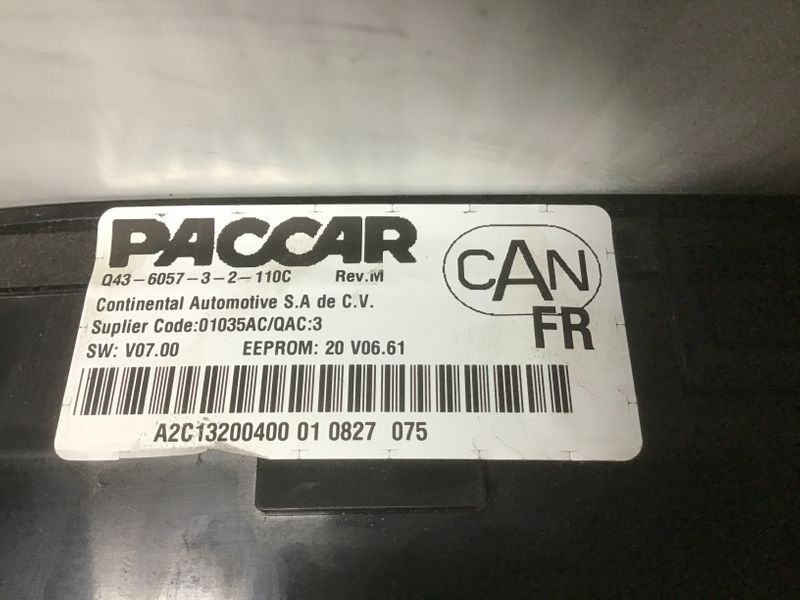 PACCAR
Q43-6057-3-2-110C Rev.M
Continental Automotive S.A de C.V.
Suplier Code:01035AC/QAC:3
SW: V07.00 EEPROM: 20 V06.61
CAN
FR
A2C13200400 01 0827 075